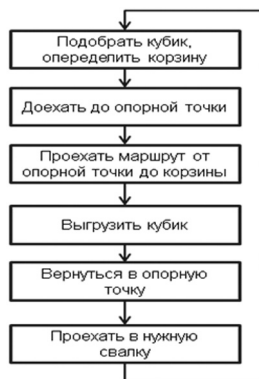 Подобрать кубик,
опеределить корзину
Доехать до опорной точки
Проехать маршрут от
опорной точки до корзины
Выгрузить кубик
Вернуться в опорную
точку
Проехать в нужную
свалку